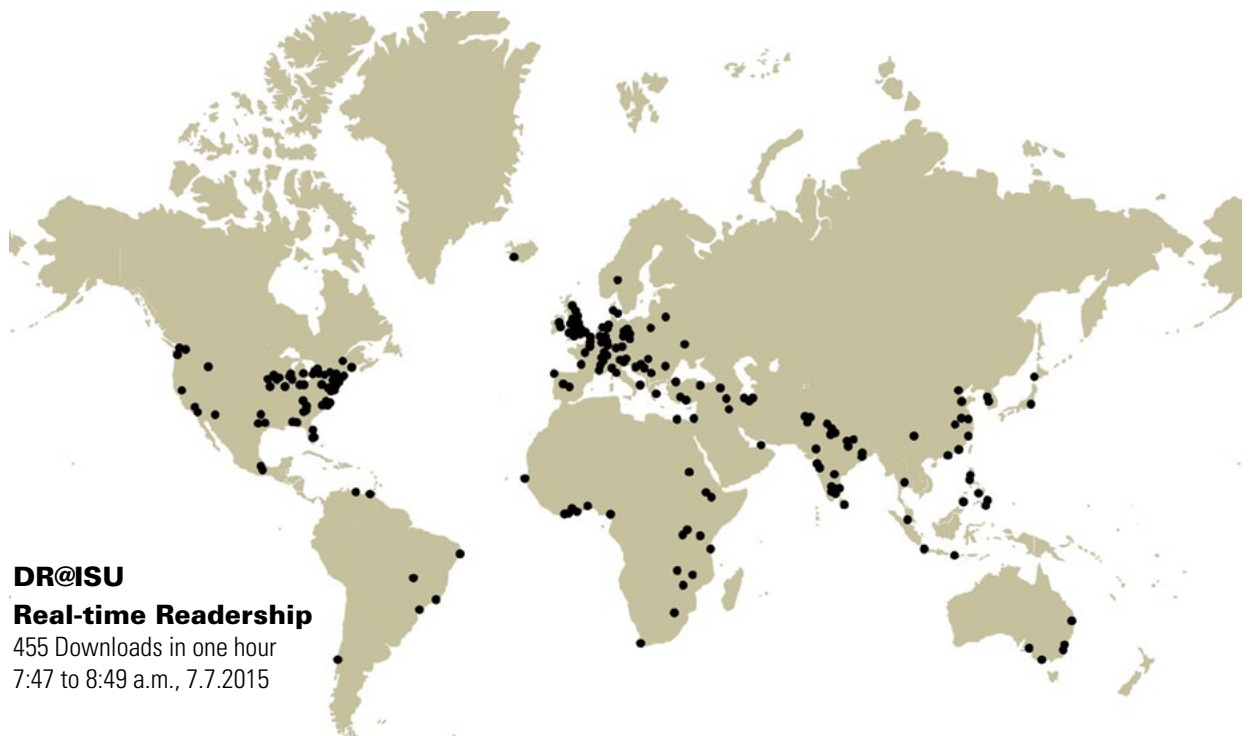 DR@ISU
Real-time Readership
455 Downloads in one hour
7:47 to 8:49 a.m., 7.7.2015